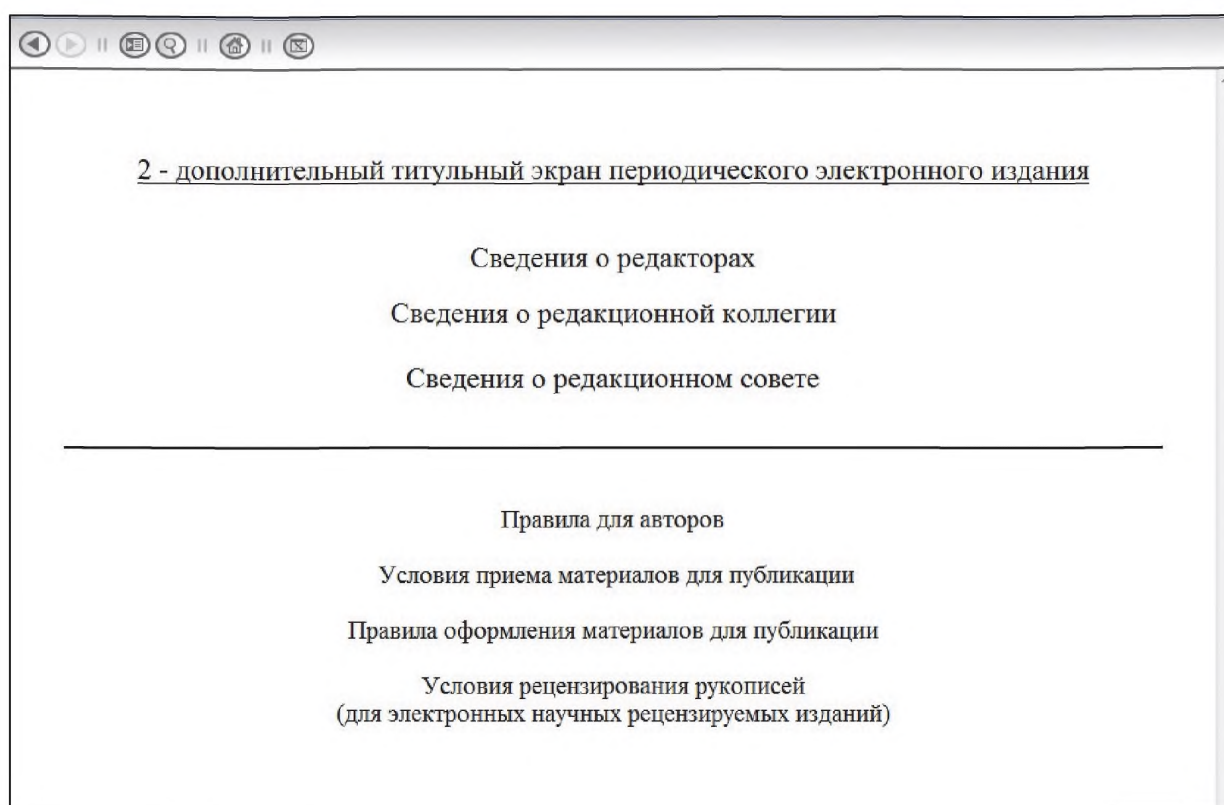 2 - дополнительный титульный экран периодического электронного издания
Сведения о редакторах
Сведения о редакционной коллегии
Сведения о редакционном совете
Правила для авторов
Условия приема материалов для публикации
Правила оформления материалов для публикации
Условия рецензирования рукописей
(для электронных научных рецензируемых изданий)